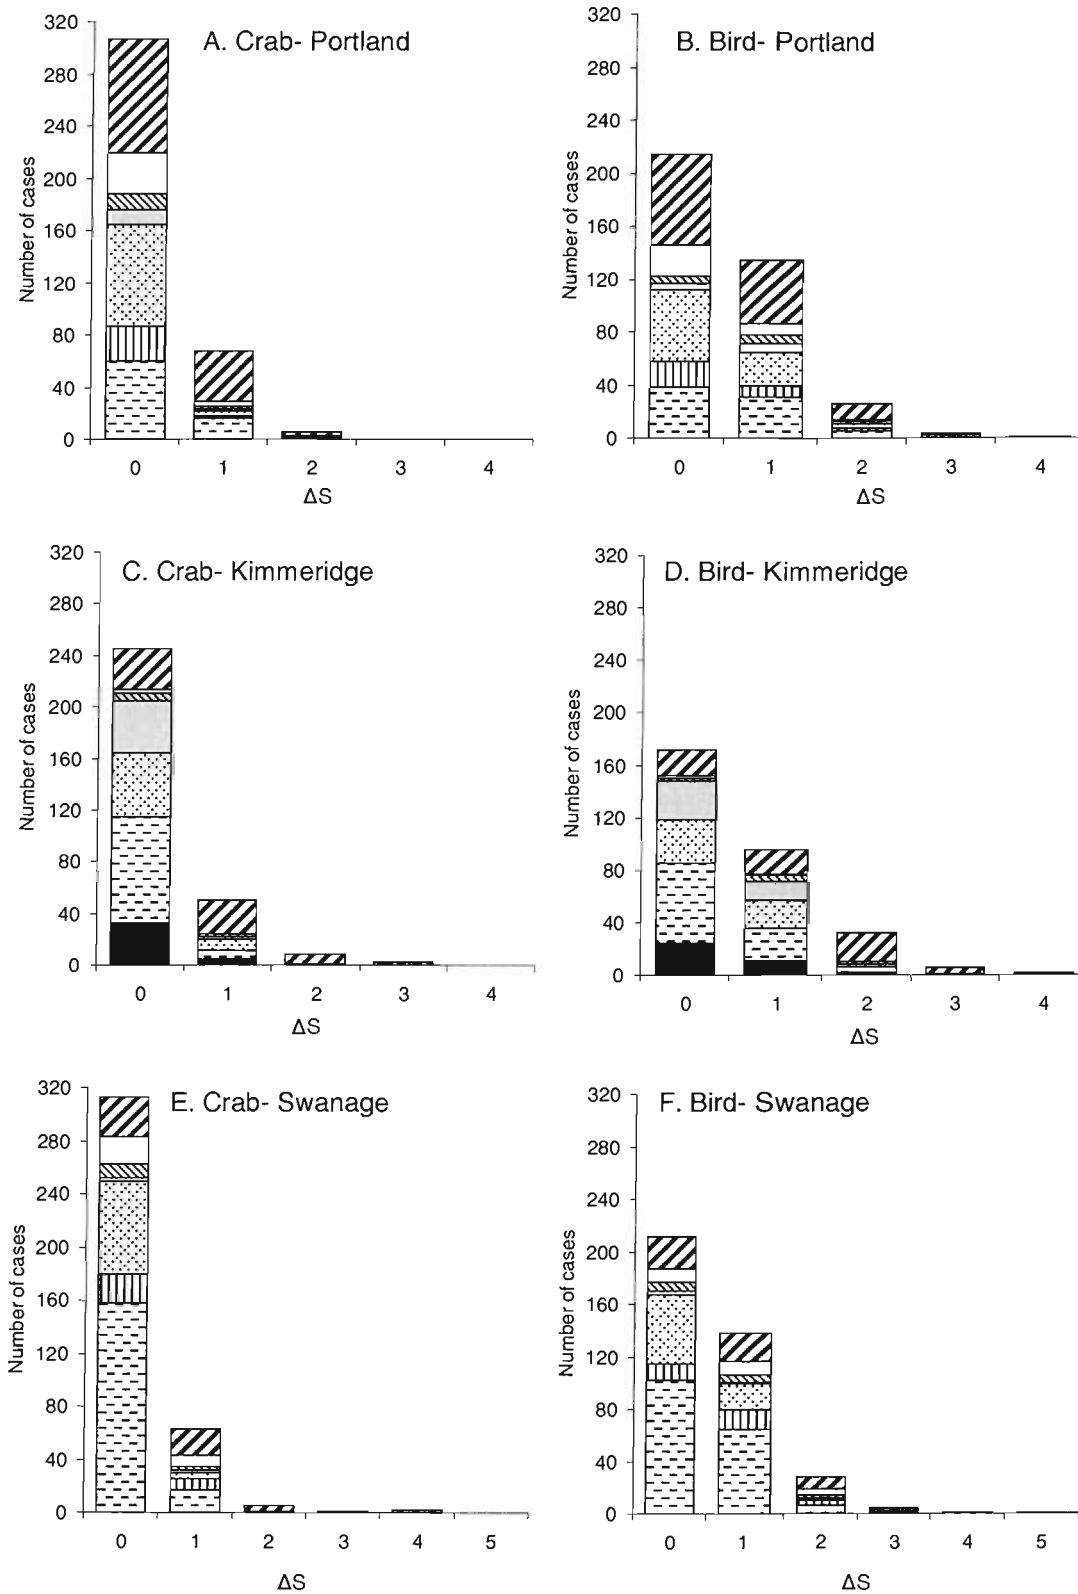 A. Crab- Portland
320
280
240
200
160
120
80
40
0
Number of cases
0 1 2 3 4
ΔS
B. Bird- Portland
320
280
240
200
160
120
80
40
0
Number of cases
0 1 2 3 4
ΔS
C. Crab- Kimmeridge
320
280
240
200
160
120
80
40
0
Number of cases
0 1 2 3 4
ΔS
D. Bird- Kimmeridge
320
280
240
200
160
120
80
40
0
Number of cases
0 1 2 3 4
ΔS
E. Crab- Swanage
320
280
240
200
160
120
80
40
0
Number of cases
0 1 2 3 4 5
ΔS
F. Bird- Swanage
320
280
240
200
160
120
80
40
0
Number of cases
0 1 2 3 4 5
ΔS